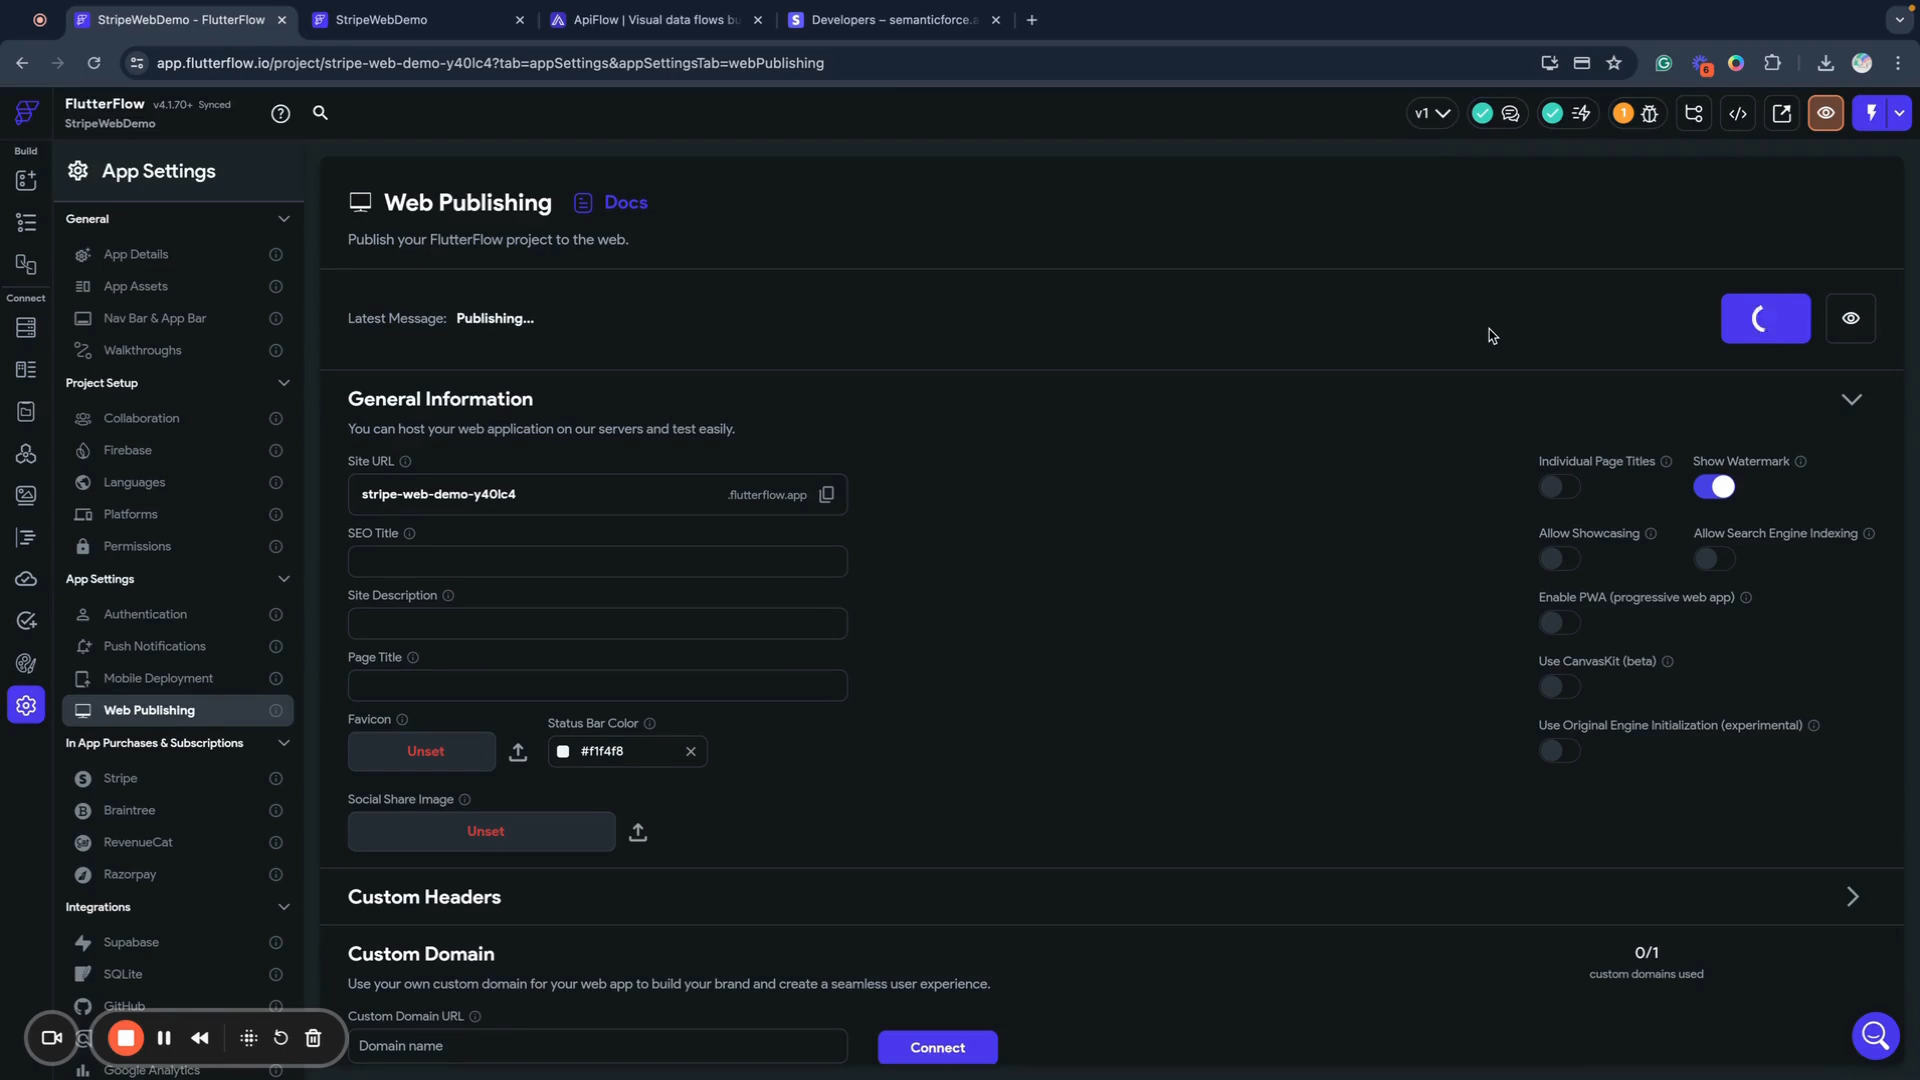 StripeWebDemo - FlutterFlow
StripeWebDemo
ApiFlow | Visual data flows bu
Developers – semanticforce.a
app.flutterflow.io/project/stripe-web-demo-y40lc4?tab=appSettings&appSettingsTab=webPublishing
6
FlutterFlow v4.1.70+ Synced
StripeWebDemo
v1
1
Build
Connect
App Settings
General
App Details
App Assets
Nav Bar & App Bar
Walkthroughs
Project Setup
Collaboration
Firebase
Languages
Platforms
Permissions
App Settings
Authentication
Push Notifications
Mobile Deployment
Web Publishing
In App Purchases & Subscriptions
Stripe
Braintree
RevenueCat
Razorpay
Integrations
Supabase
SQLite
GitHub
Google Analytics
Web Publishing Docs
Publish your FlutterFlow project to the web.
Latest Message: Publishing...
General Information
You can host your web application on our servers and test easily.
Site URL
stripe-web-demo-y40lc4 .flutterflow.app
SEO Title
Site Description
Page Title
Favicon
Unset
Status Bar Color
#f1f4f8
Social Share Image
Unset
Individual Page Titles
Show Watermark
Allow Showcasing
Allow Search Engine Indexing
Enable PWA (progressive web app)
Use CanvasKit (beta)
Use Original Engine Initialization (experimental)
Custom Headers
Custom Domain
Use your own custom domain for your web app to build your brand and create a seamless user experience.
0/1
custom domains used
Custom Domain URL
Domain name
Connect